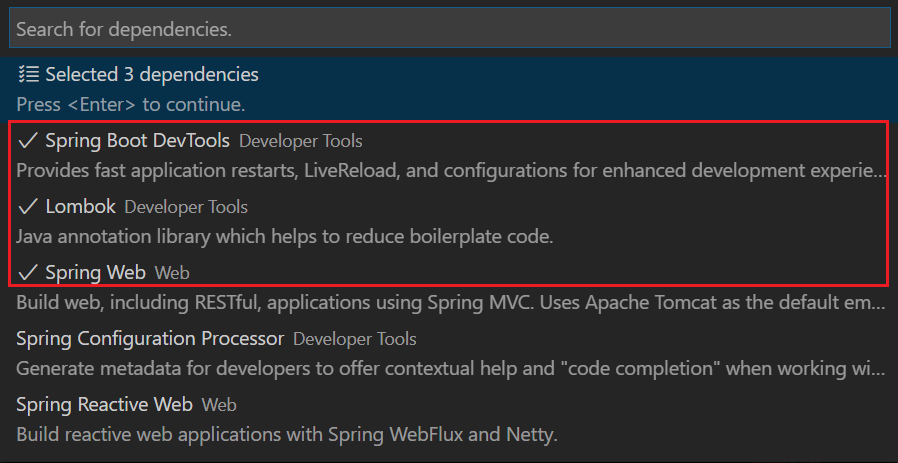 Search for dependencies.
Selected 3 dependencies
Press <Enter> to continue.
Spring Boot DevTools Developer Tools
Provides fast application restarts, LiveReload, and configurations for enhanced development experie...
Lombok Developer Tools
Java annotation library which helps to reduce boilerplate code.
Spring Web Web
Build web, including RESTful, applications using Spring MVC. Uses Apache Tomcat as the default em...
Spring Configuration Processor Developer Tools
Generate metadata for developers to offer contextual help and "code completion" when working wi...
Spring Reactive Web Web
Build reactive web applications with Spring WebFlux and Netty.